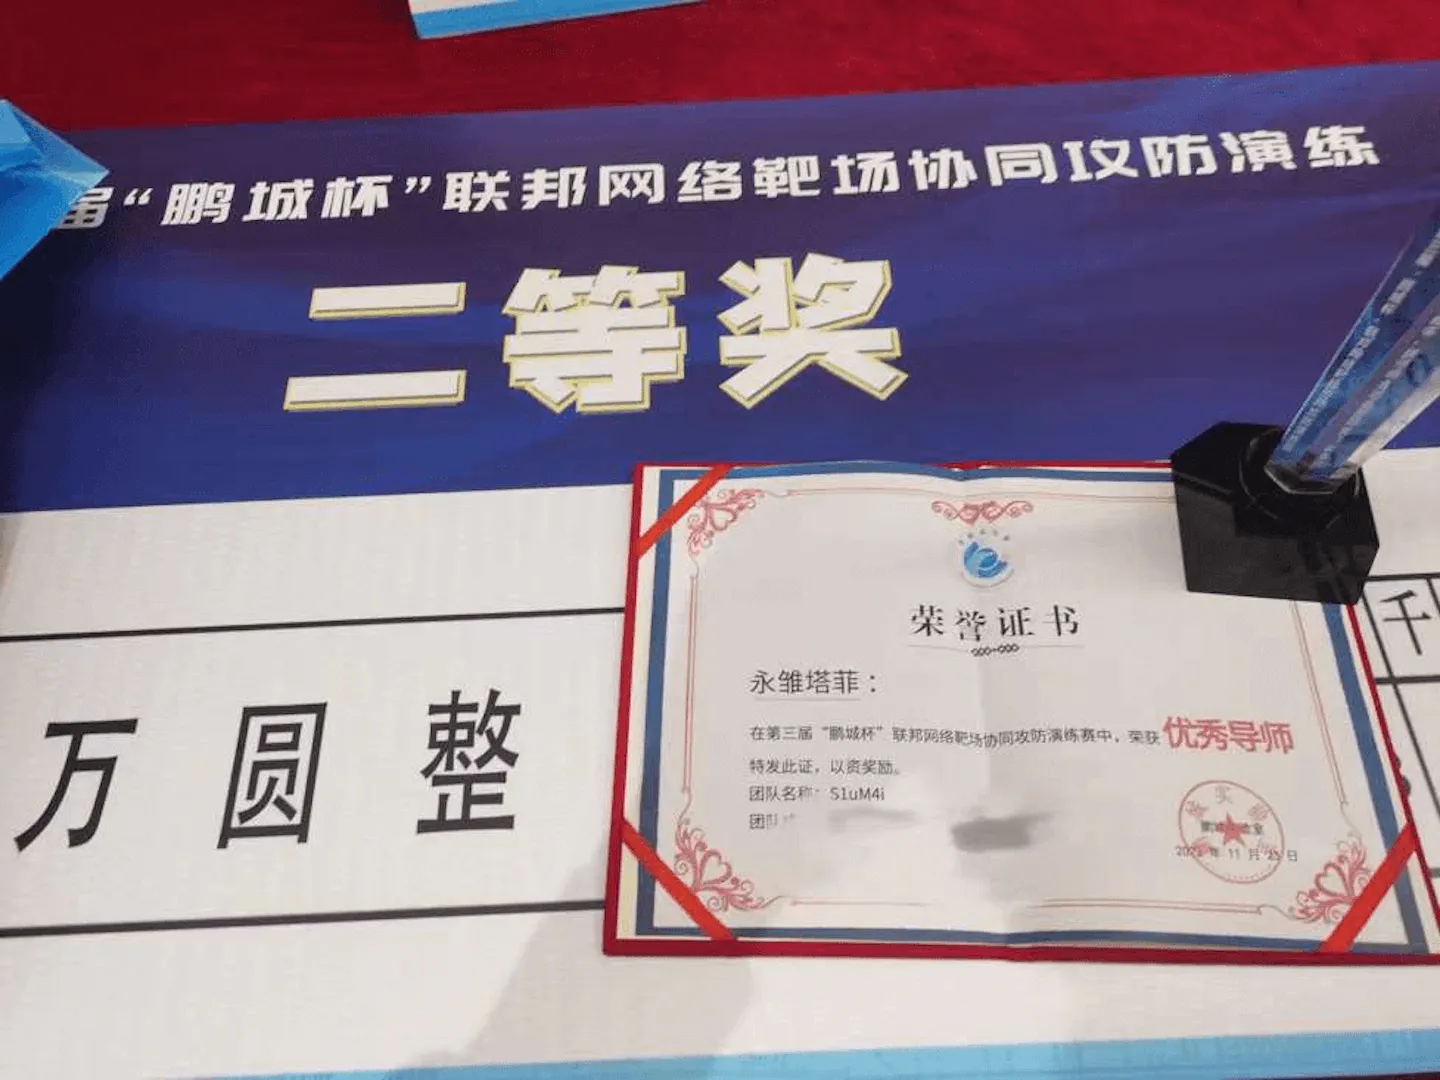 届“鹏城杯”联邦网络靶场协同攻防演练
二等奖
万圆整
千
荣誉证书
永雏塔菲：
在第三届“鹏城杯”联邦网络靶场协同攻防演练赛中，荣获优秀导师
特发此证，以资奖励。
团队名称：S1uM4i
团队
年 11 月 25 日